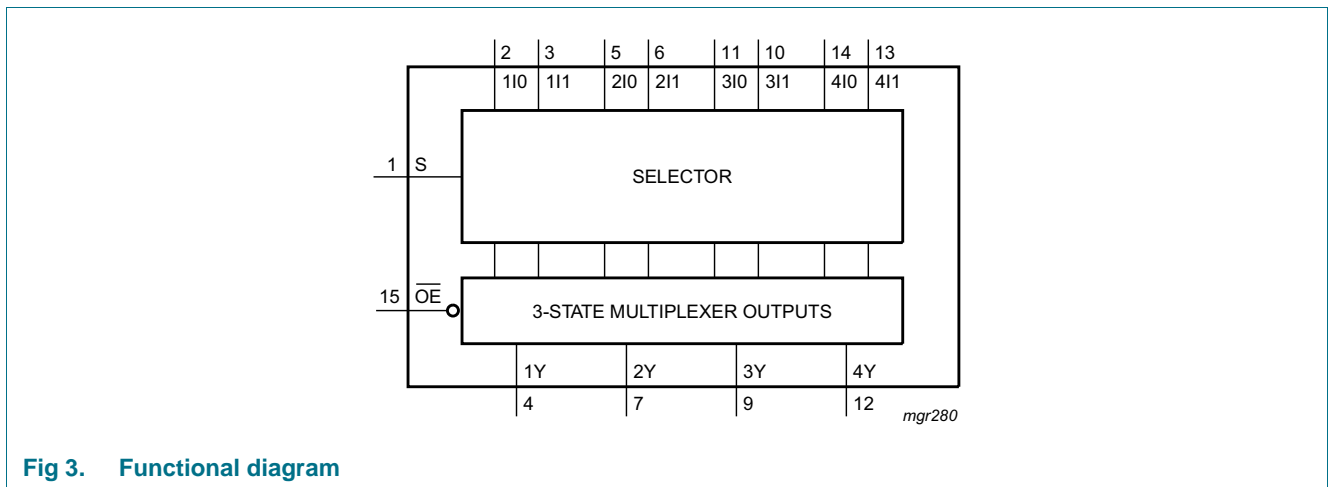 2 3 5 6 11 10 14 13
1I0 1I1 2I0 2I1 3I0 3I1 4I0 4I1
1 S
SELECTOR
15 O̅E̅
3-STATE MULTIPLEXER OUTPUTS
1Y 2Y 3Y 4Y
4 7 9 12
mgr280
Fig 3. Functional diagram